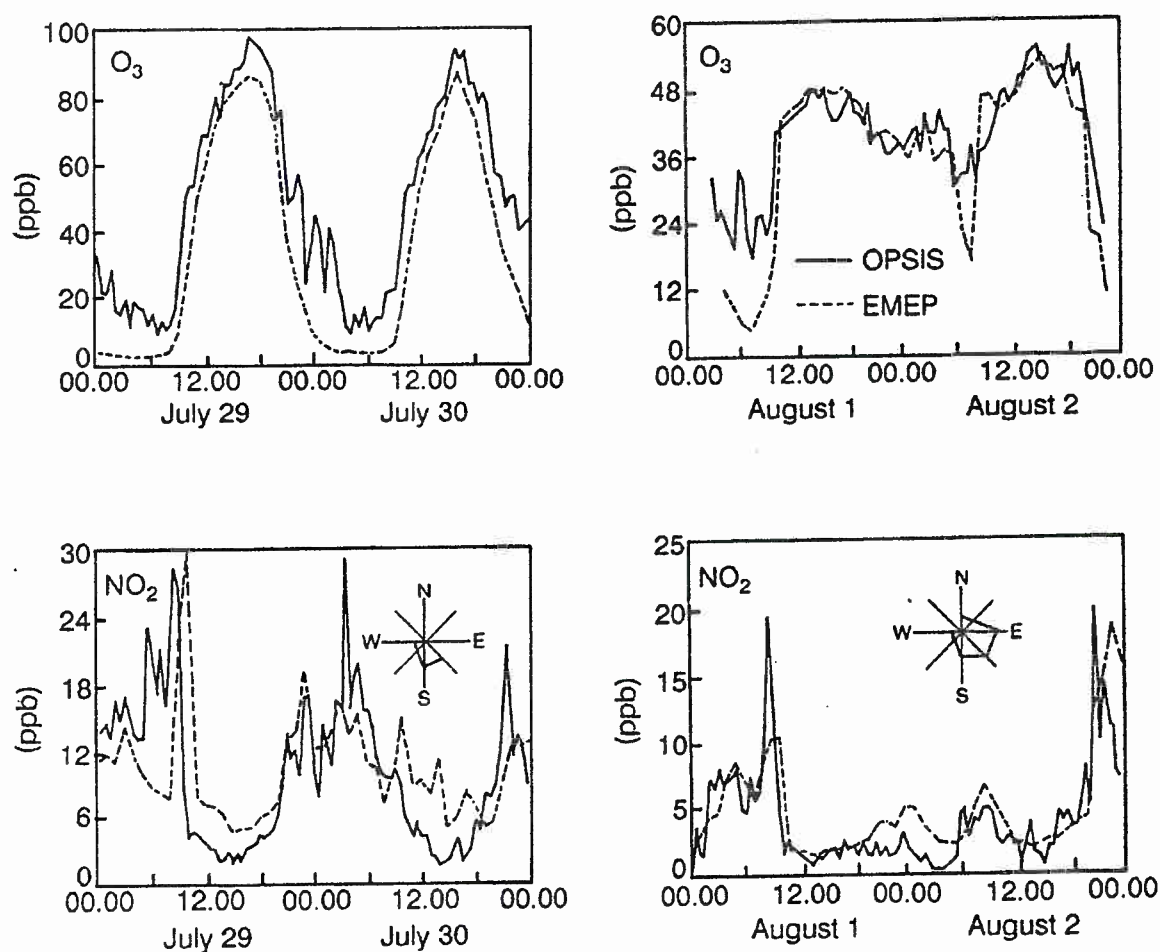 100
80
60
40
20
0
O₃
(ppb)
00.00 12.00 00.00 12.00 00.00
July 29 July 30
60
48
36
24
12
0
O₃
(ppb)
OPSIS
EMEP
00.00 12.00 00.00 12.00 00.00
August 1 August 2
30
24
18
12
6
0
NO₂
(ppb)
N
W E
S
00.00 12.00 00.00 12.00 00.00
July 29 July 30
25
20
15
10
5
0
NO₂
(ppb)
N
W E
S
00.00 12.00 00.00 12.00 00.00
August 1 August 2